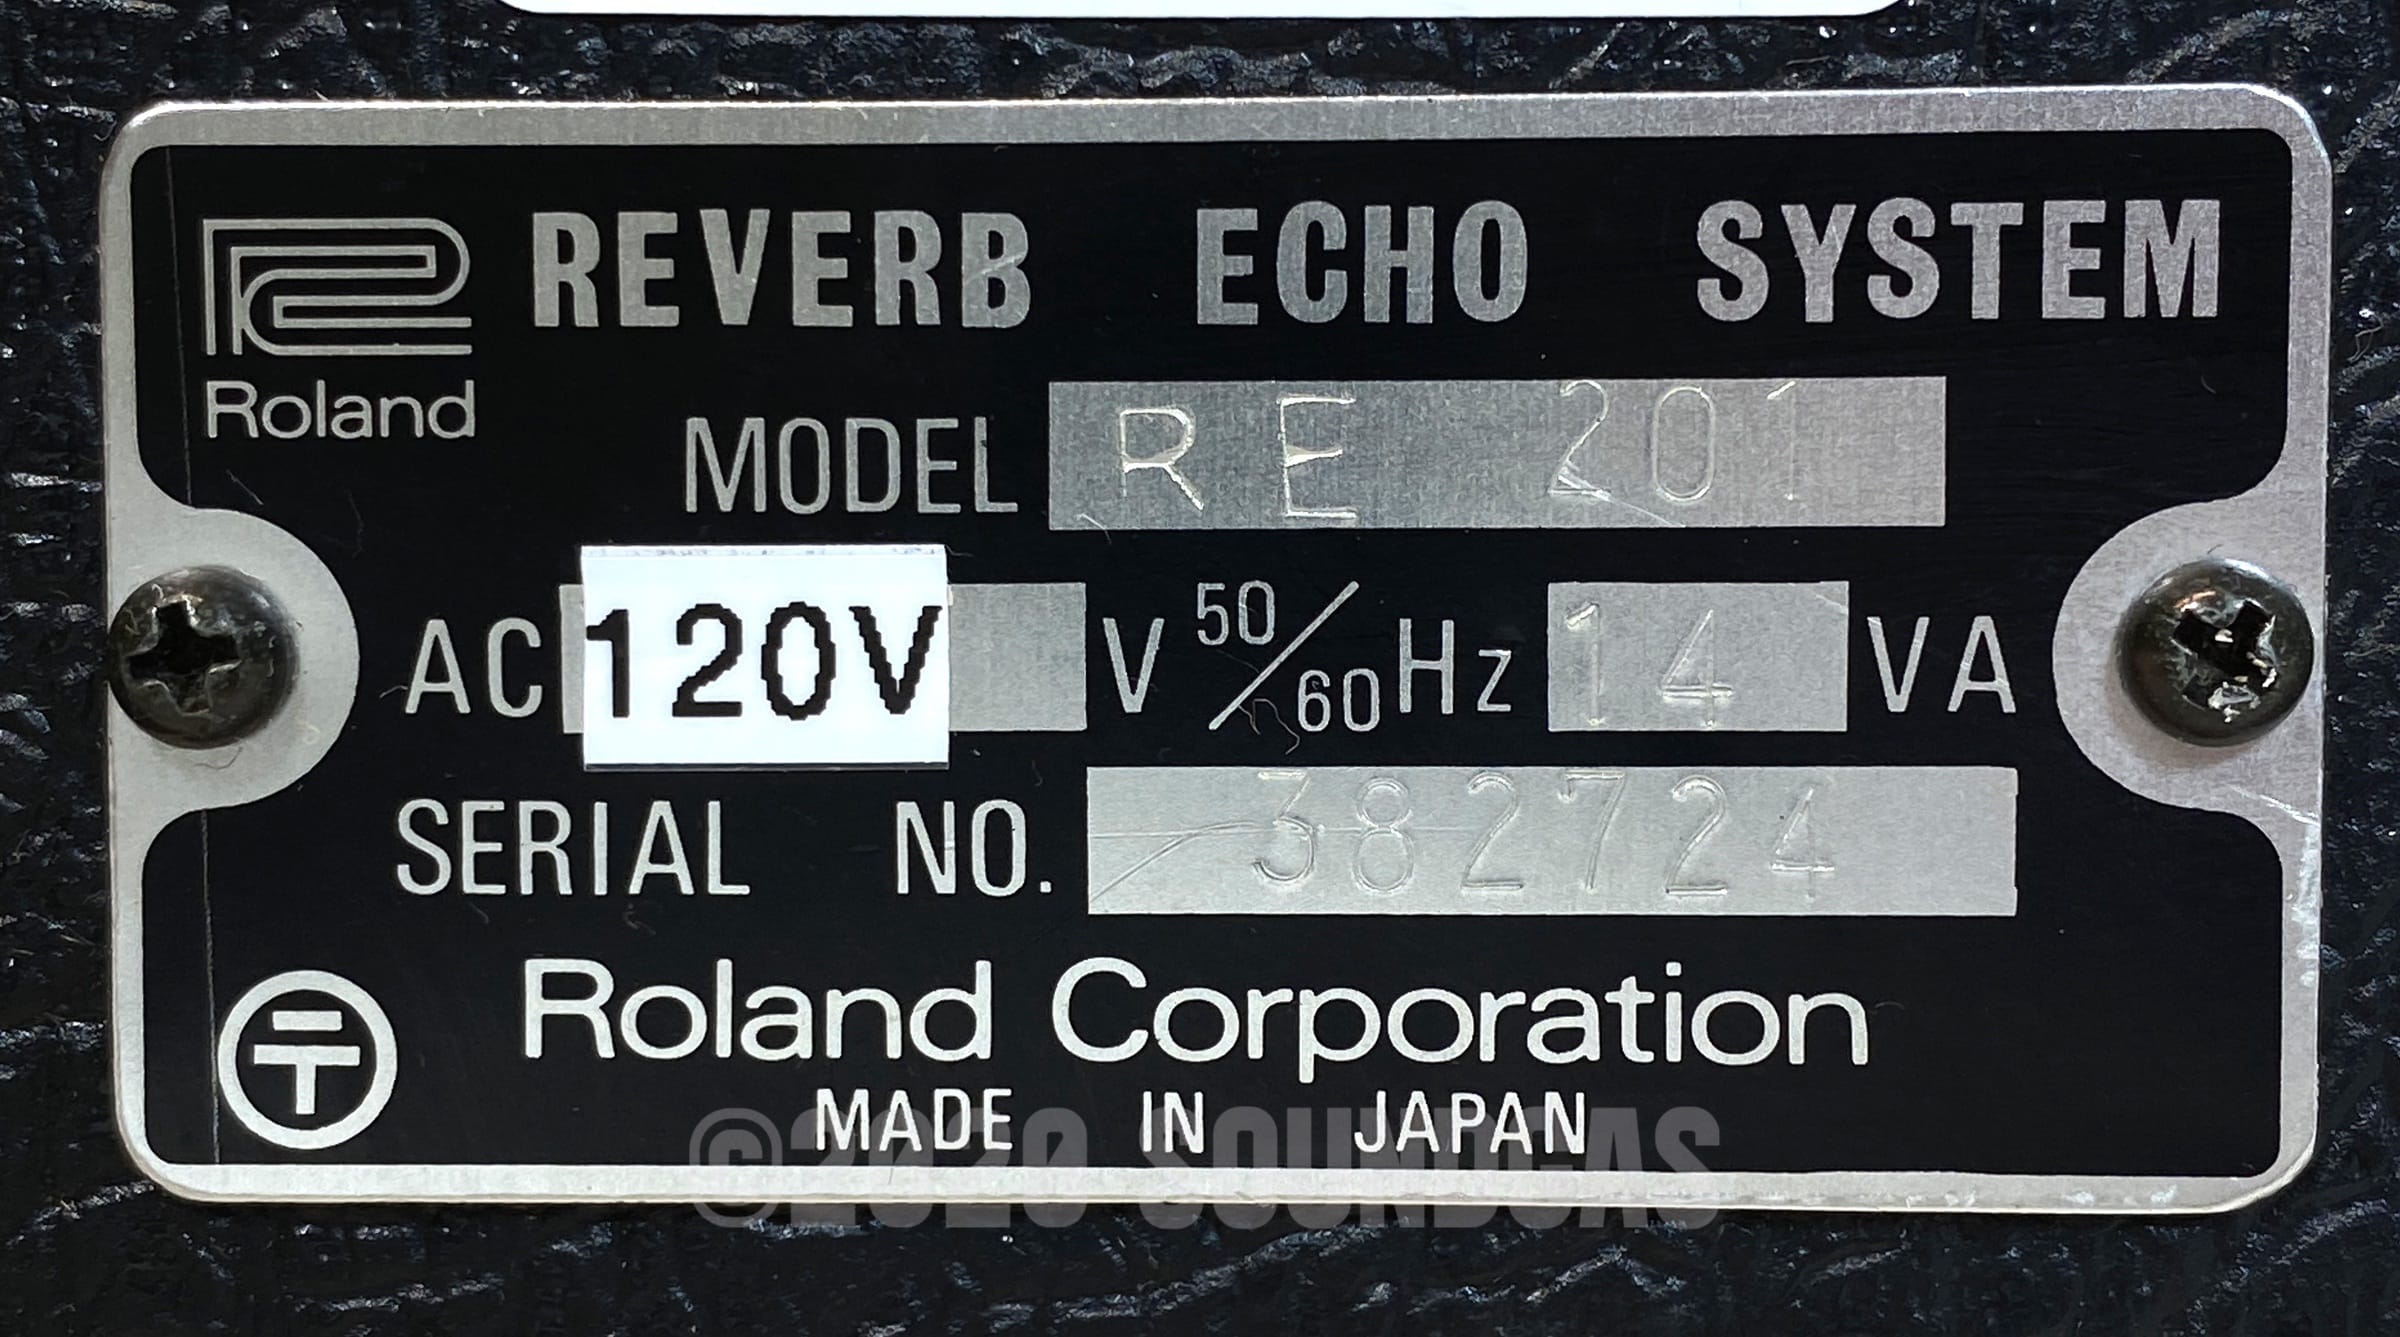 REVERB ECHO SYSTEM
Roland
MODEL RE 201
AC 120V V 50/60 Hz 14 VA
SERIAL NO. 382724
Roland Corporation
MADE IN JAPAN
©2020 SOUNDGAS